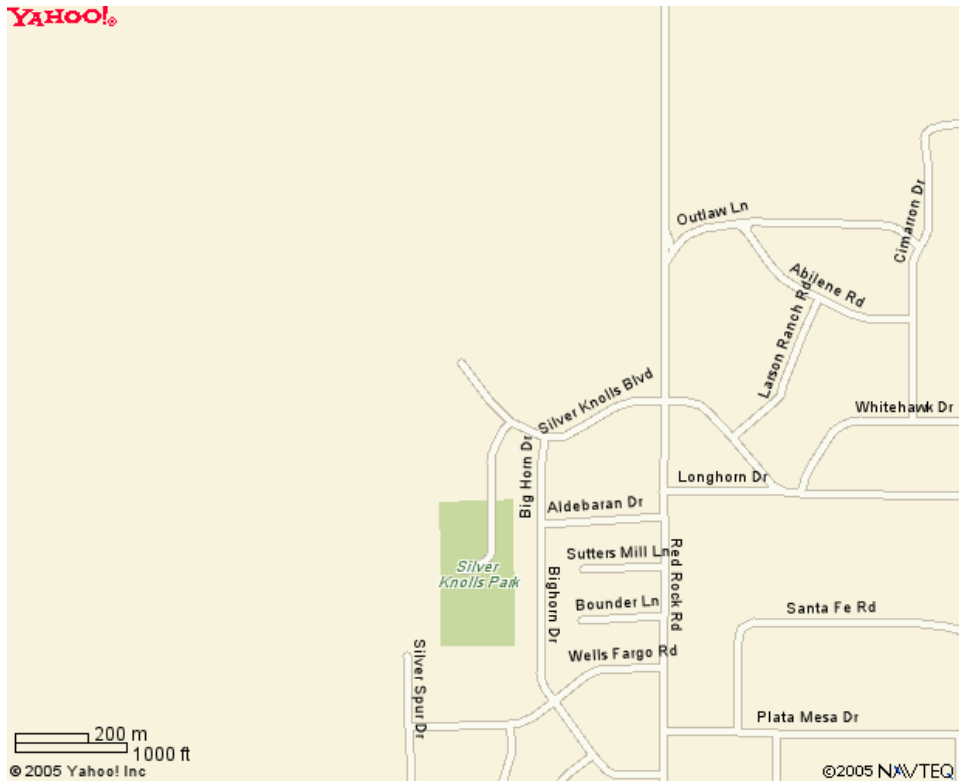 YAHOO!®
Outlaw Ln
Cimarron Dr
Abilene Rd
Larson Ranch Rd
Silver Knolls Blvd
Whitehawk Dr
Big Horn Dr
Longhorn Dr
Aldebaran Dr
Sutters Mill Ln
Red Rock Rd
Silver
Knolls Park
Bighorn Dr
Bounder Ln
Santa Fe Rd
Silver Spur Dr
Wells Fargo Rd
Plata Mesa Dr
200 m
1000 ft
© 2005 Yahoo! Inc
©2005 NAVTEQ